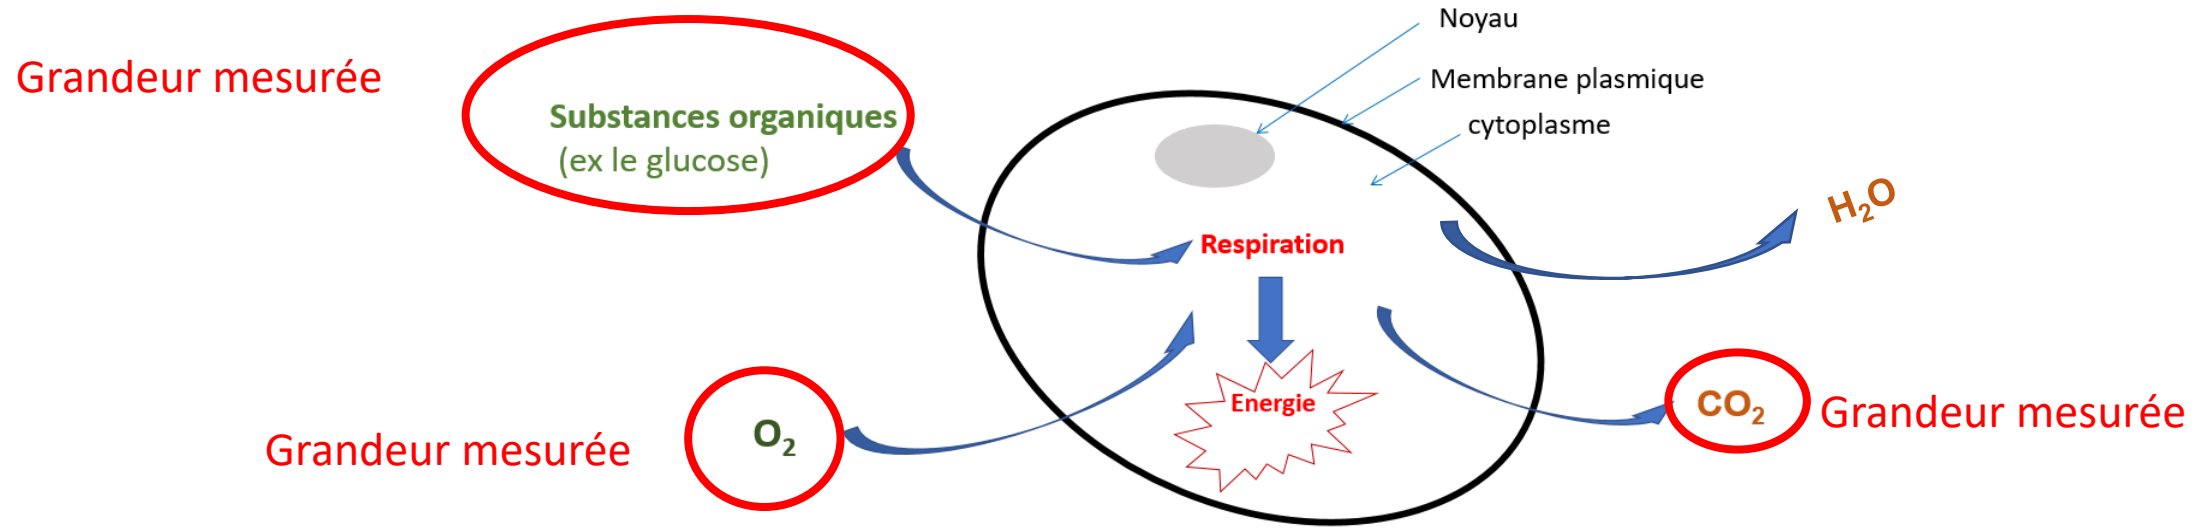 Noyau
Grandeur mesurée
Membrane plasmique
Substances organiques
(ex le glucose)
cytoplasme
H₂O
Respiration
Energie
CO₂
Grandeur mesurée
O₂
Grandeur mesurée